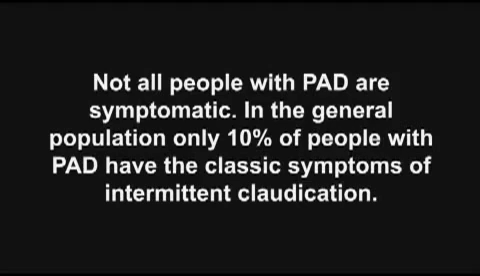 Not all people with PAD are
symptomatic. In the general
population only 10% of people with
PAD have the classic symptoms of
intermittent claudication.